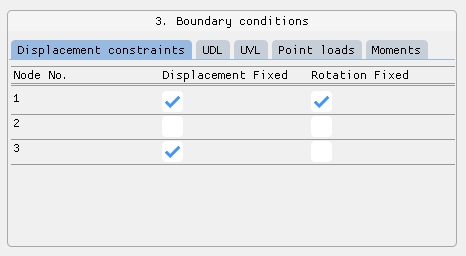 3. Boundary conditions
Displacement constraints UDL UVL Point loads Moments
Node No. Displacement Fixed Rotation Fixed
1
2
3